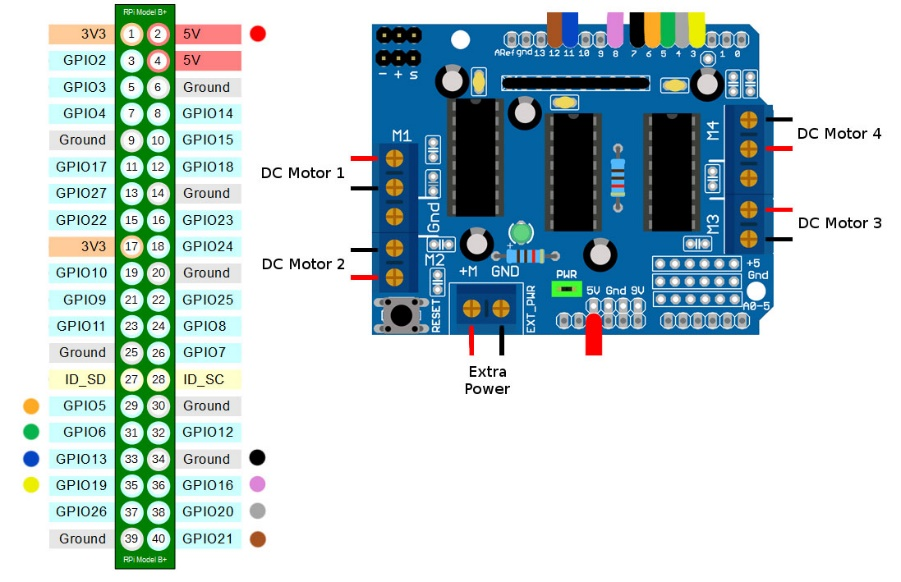 RPi Model B+
3V3 1 2 5V
GPIO2 3 4 5V
GPIO3 5 6 Ground
GPIO4 7 8 GPIO14
Ground 9 10 GPIO15
GPIO17 11 12 GPIO18
GPIO27 13 14 Ground
GPIO22 15 16 GPIO23
3V3 17 18 GPIO24
GPIO10 19 20 Ground
GPIO9 21 22 GPIO25
GPIO11 23 24 GPIO8
Ground 25 26 GPIO7
ID_SD 27 28 ID_SC
GPIO5 29 30 Ground
GPIO6 31 32 GPIO12
GPIO13 33 34 Ground
GPIO19 35 36 GPIO16
GPIO26 37 38 GPIO20
Ground 39 40 GPIO21
RPi Model B+
ARef gnd 13 12 11 10 9 8 7 6 5 4 3 1 0
- + S
M1
DC Motor 1
Gnd
DC Motor 2
M2
RESET
+M GND
EXT_PWR
Extra
Power
PWR
5V Gnd 9V
M4
DC Motor 4
M3
DC Motor 3
+5
Gnd
A0-5